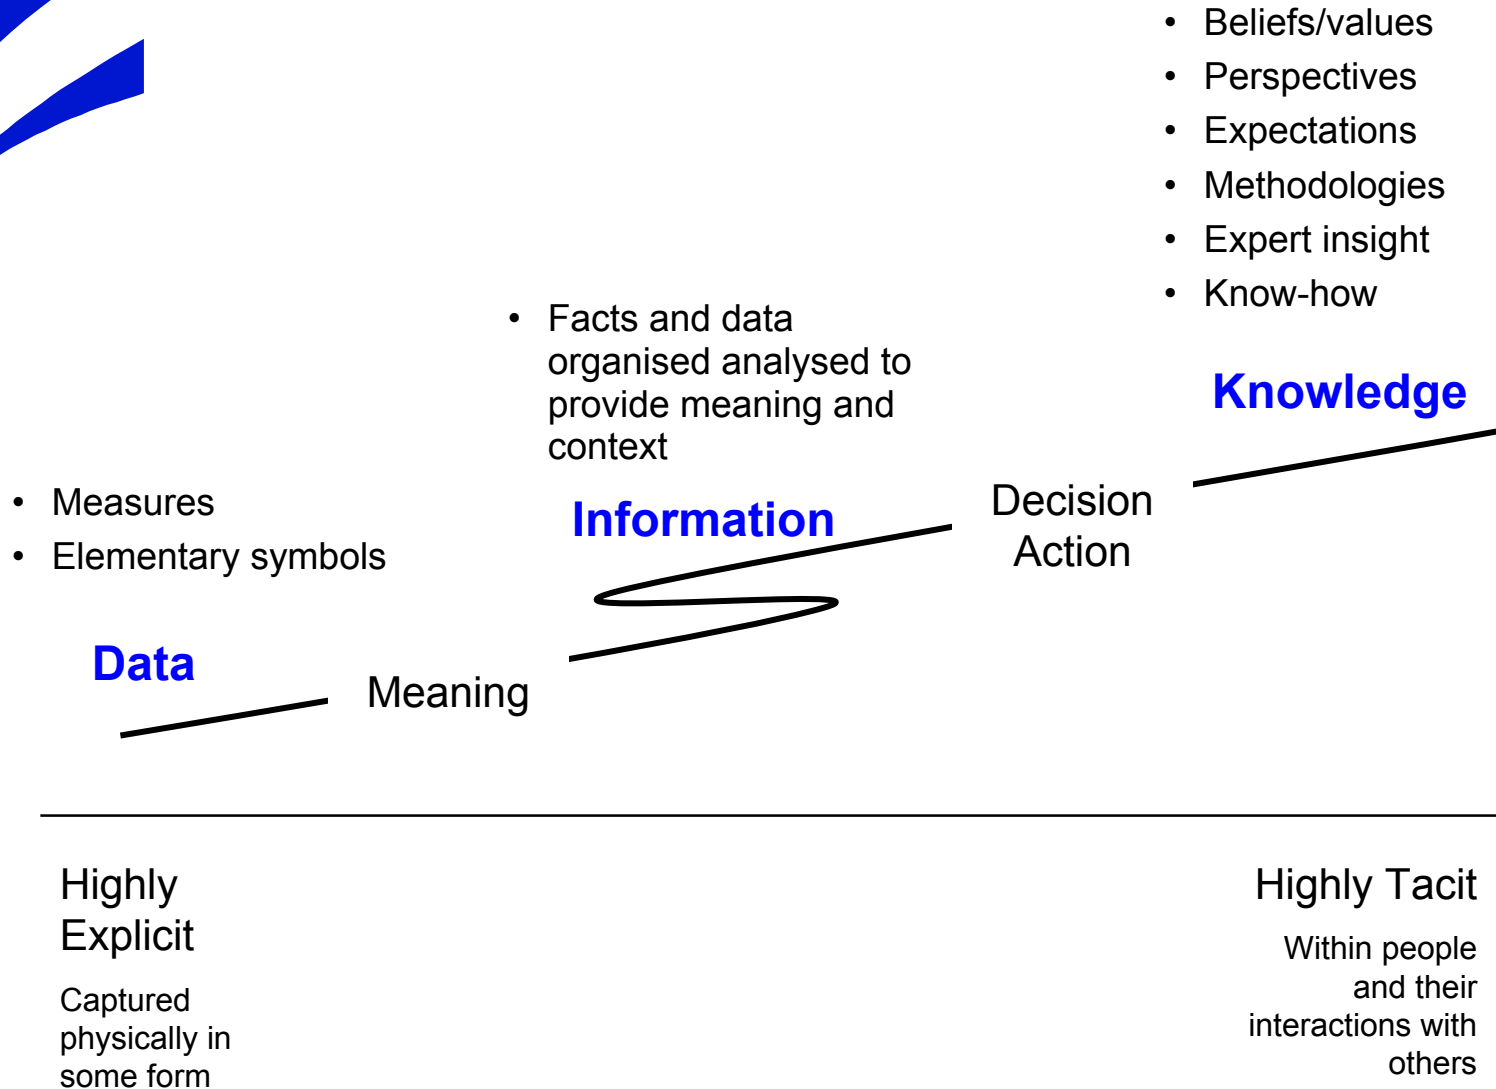 • Beliefs/values
• Perspectives
• Expectations
• Methodologies
• Expert insight
• Know-how
Knowledge
• Facts and data
organised analysed to
provide meaning and
context
Information
Decision
Action
• Measures
• Elementary symbols
Data
Meaning
Highly
Explicit
Captured
physically in
some form
Highly Tacit
Within people
and their
interactions with
others